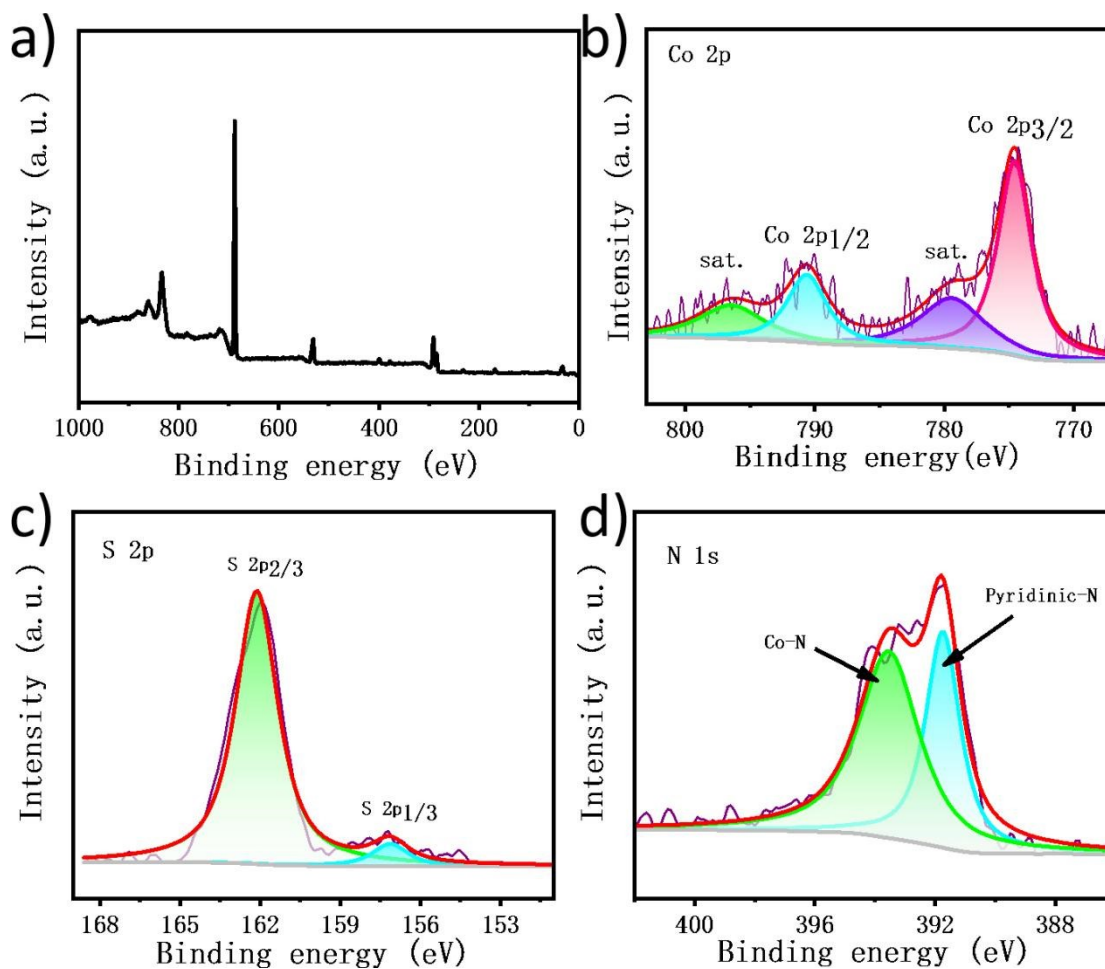 a)
Intensity (a. u.)
1000 800 600 400 200 0
Binding energy (eV)
b)
Co 2p
Co 2p3/2
Co 2p1/2
sat.
sat.
Intensity (a. u.)
800 790 780 770
Binding energy(eV)
c)
S 2p
S 2p2/3
S 2p1/3
Intensity (a. u.)
168 165 162 159 156 153
Binding energy (eV)
d)
N 1s
Pyridinic-N
Co-N
Intensity (a. u.)
400 396 392 388
Binding energy (eV)